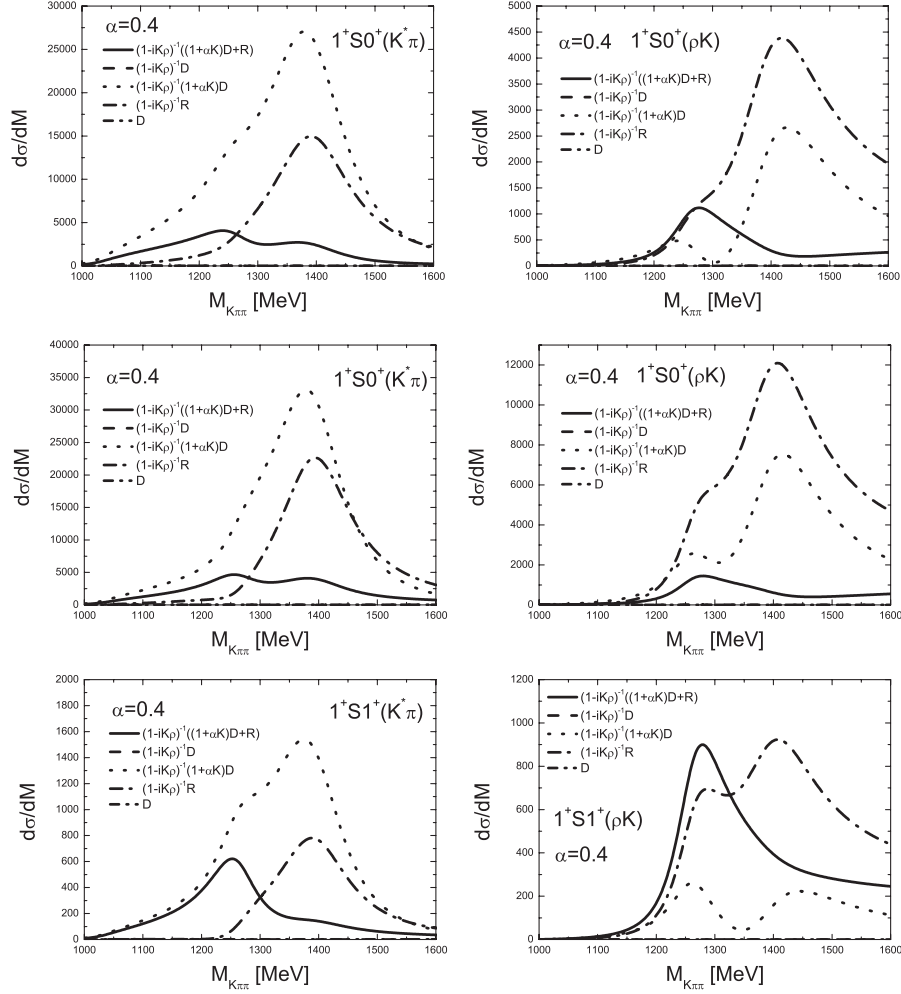 α=0.4
1⁺S0⁺(K*π)
(1-iKρ)⁻¹((1+αK)D+R)
(1-iKρ)⁻¹D
(1-iKρ)⁻¹(1+αK)D
(1-iKρ)⁻¹R
D
30000
25000
20000
15000
10000
5000
0
dσ/dM
1000 1100 1200 1300 1400 1500 1600
M_Kππ [MeV]
α=0.4 1⁺S0⁺(ρK)
(1-iKρ)⁻¹((1+αK)D+R)
(1-iKρ)⁻¹D
(1-iKρ)⁻¹(1+αK)D
(1-iKρ)⁻¹R
D
5000
4500
4000
3500
3000
2500
2000
1500
1000
500
0
dσ/dM
1000 1100 1200 1300 1400 1500 1600
M_Kππ [MeV]
α=0.4
1⁺S0⁺(K*π)
(1-iKρ)⁻¹((1+αK)D+R)
(1-iKρ)⁻¹D
(1-iKρ)⁻¹(1+αK)D
(1-iKρ)⁻¹R
D
40000
35000
30000
25000
20000
15000
10000
5000
0
dσ/dM
1000 1100 1200 1300 1400 1500 1600
M_Kππ [MeV]
α=0.4 1⁺S0⁺(ρK)
(1-iKρ)⁻¹((1+αK)D+R)
(1-iKρ)⁻¹D
(1-iKρ)⁻¹(1+αK)D
(1-iKρ)⁻¹R
D
12000
10000
8000
6000
4000
2000
0
dσ/dM
1000 1100 1200 1300 1400 1500 1600
M_Kππ [MeV]
α=0.4
1⁺S1⁺(K*π)
(1-iKρ)⁻¹((1+αK)D+R)
(1-iKρ)⁻¹D
(1-iKρ)⁻¹(1+αK)D
(1-iKρ)⁻¹R
D
2000
1800
1600
1400
1200
1000
800
600
400
200
0
dσ/dM
1000 1100 1200 1300 1400 1500 1600
M_Kππ [MeV]
(1-iKρ)⁻¹((1+αK)D+R)
(1-iKρ)⁻¹D
(1-iKρ)⁻¹(1+αK)D
(1-iKρ)⁻¹R
D
1⁺S1⁺(ρK)
α=0.4
1200
1000
800
600
400
200
0
dσ/dM
1000 1100 1200 1300 1400 1500 1600
M_Kππ [MeV]